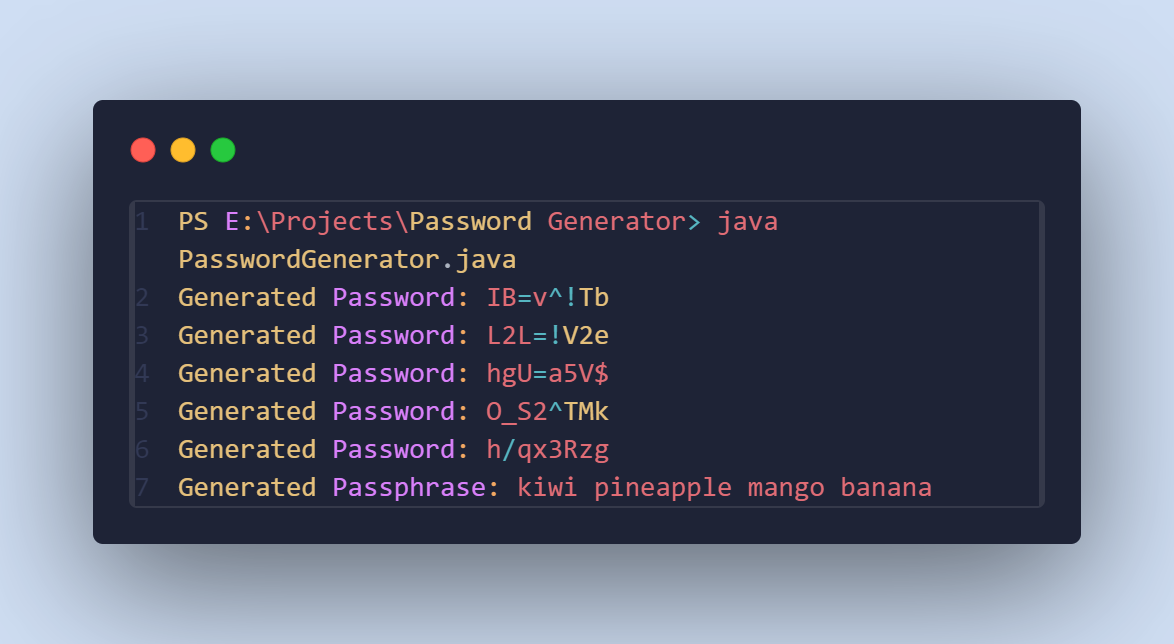 1 PS E:\Projects\Password Generator> java
PasswordGenerator.java
2 Generated Password: IB=v^!Tb
3 Generated Password: L2L=!V2e
4 Generated Password: hgU=a5V$
5 Generated Password: O_S2^TMk
6 Generated Password: h/qx3Rzg
7 Generated Passphrase: kiwi pineapple mango banana